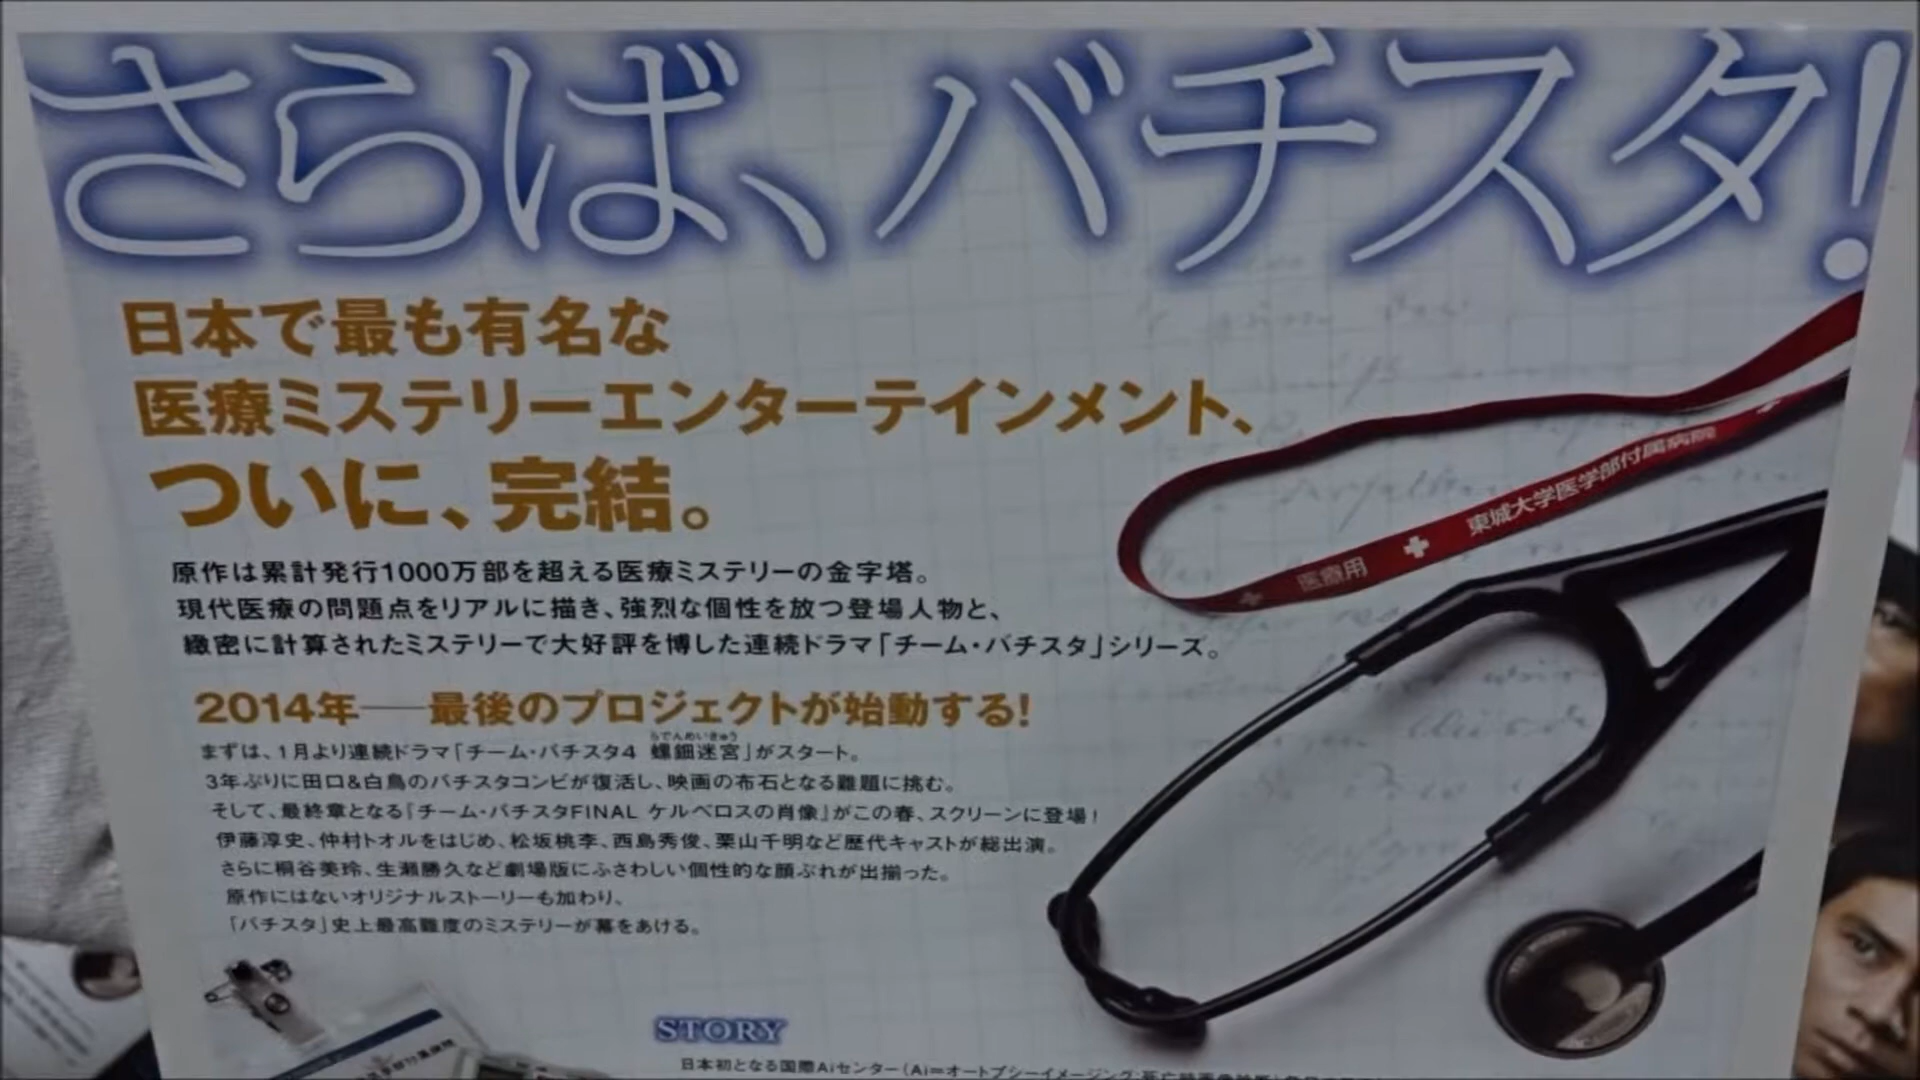 さらば、バチスタ!
日本で最も有名な
医療ミステリーエンターテインメント、
ついに、完結。
原作は累計発行1000万部を超える医療ミステリーの金字塔。
現代医療の問題点をリアルに描き、強烈な個性を放つ登場人物と、
緻密に計算されたミステリーで大好評を博した連続ドラマ「チーム・バチスタ」シリーズ。
2014年——最後のプロジェクトが始動する!
らでんめいきゅう
まずは、1月より連続ドラマ「チーム・バチスタ4 螺鈿迷宮」がスタート。
3年ぶりに田口&白鳥のバチスタコンビが復活し、映画の布石となる難題に挑む。
そして、最終章となる『チーム・バチスタFINAL ケルベロスの肖像』がこの春、スクリーンに登場!
伊藤淳史、仲村トオルをはじめ、松坂桃李、西島秀俊、栗山千明など歴代キャストが総出演。
さらに桐谷美玲、生瀬勝久など劇場版にふさわしい個性的な顔ぶれが出揃った。
原作にはないオリジナルストーリーも加わり、
「バチスタ」史上最高難度のミステリーが幕をあける。
医療用 東城大学医学部付属病院
STORY
日本初となる国際Aiセンター(Ai=オートプシーイメージング: